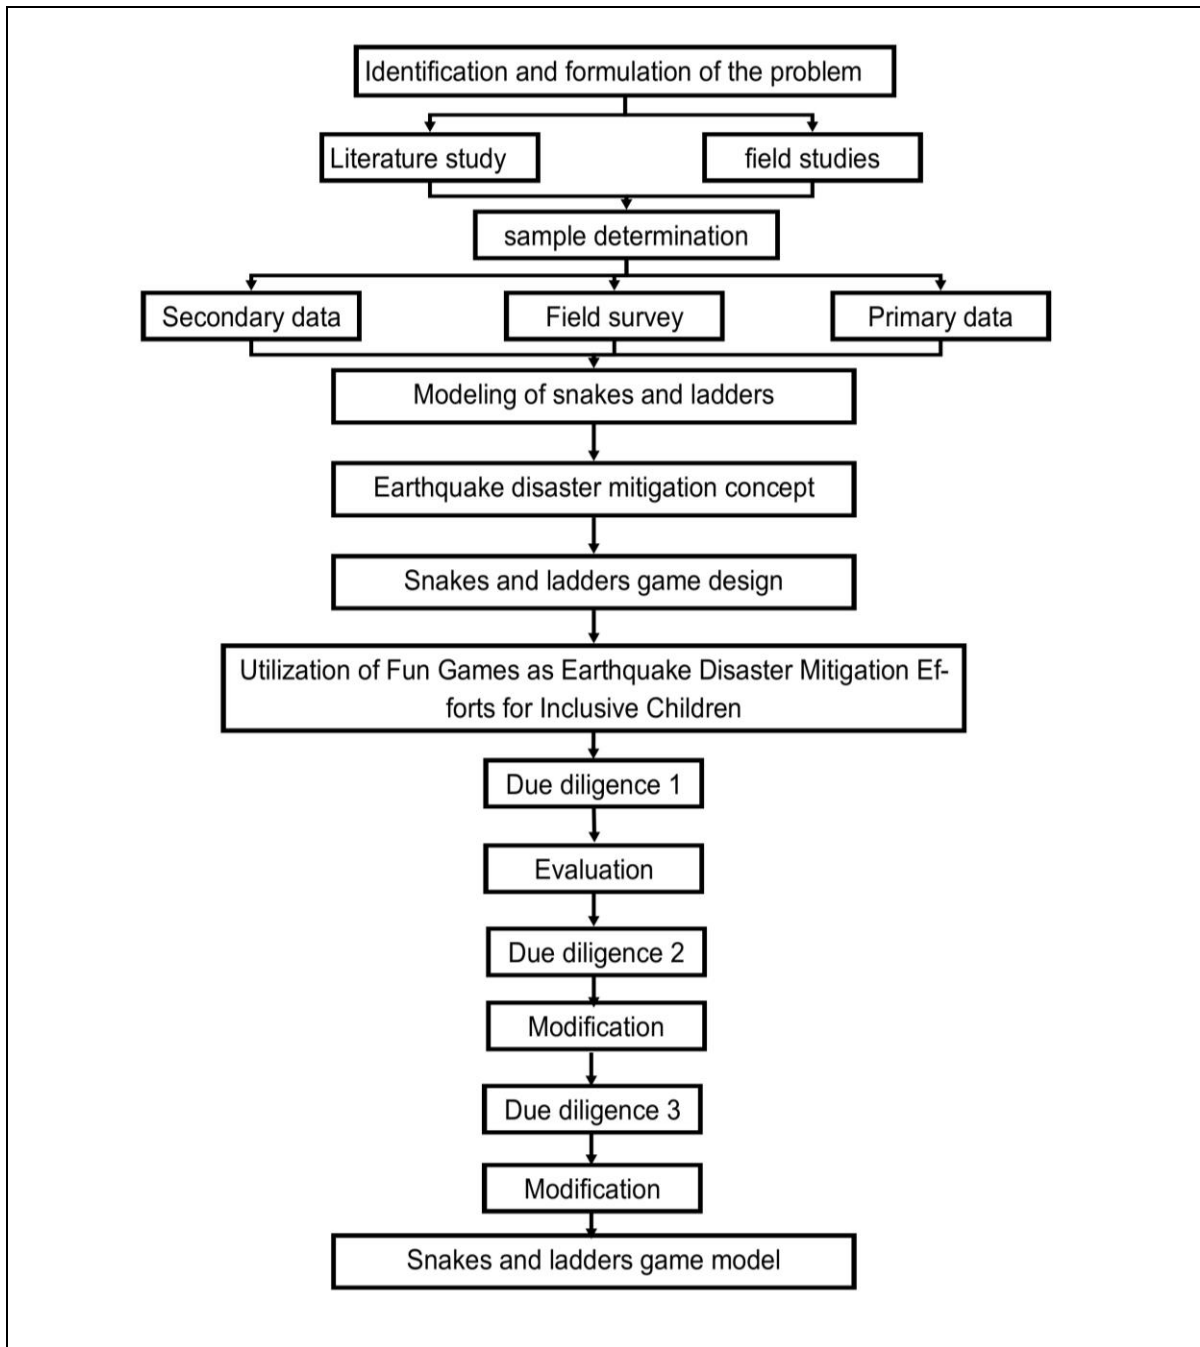 Identification and formulation of the problem
Literature study
field studies
sample determination
Secondary data
Field survey
Primary data
Modeling of snakes and ladders
Earthquake disaster mitigation concept
Snakes and ladders game design
Utilization of Fun Games as Earthquake Disaster Mitigation Ef-
forts for Inclusive Children
Due diligence 1
Evaluation
Due diligence 2
Modification
Due diligence 3
Modification
Snakes and ladders game model